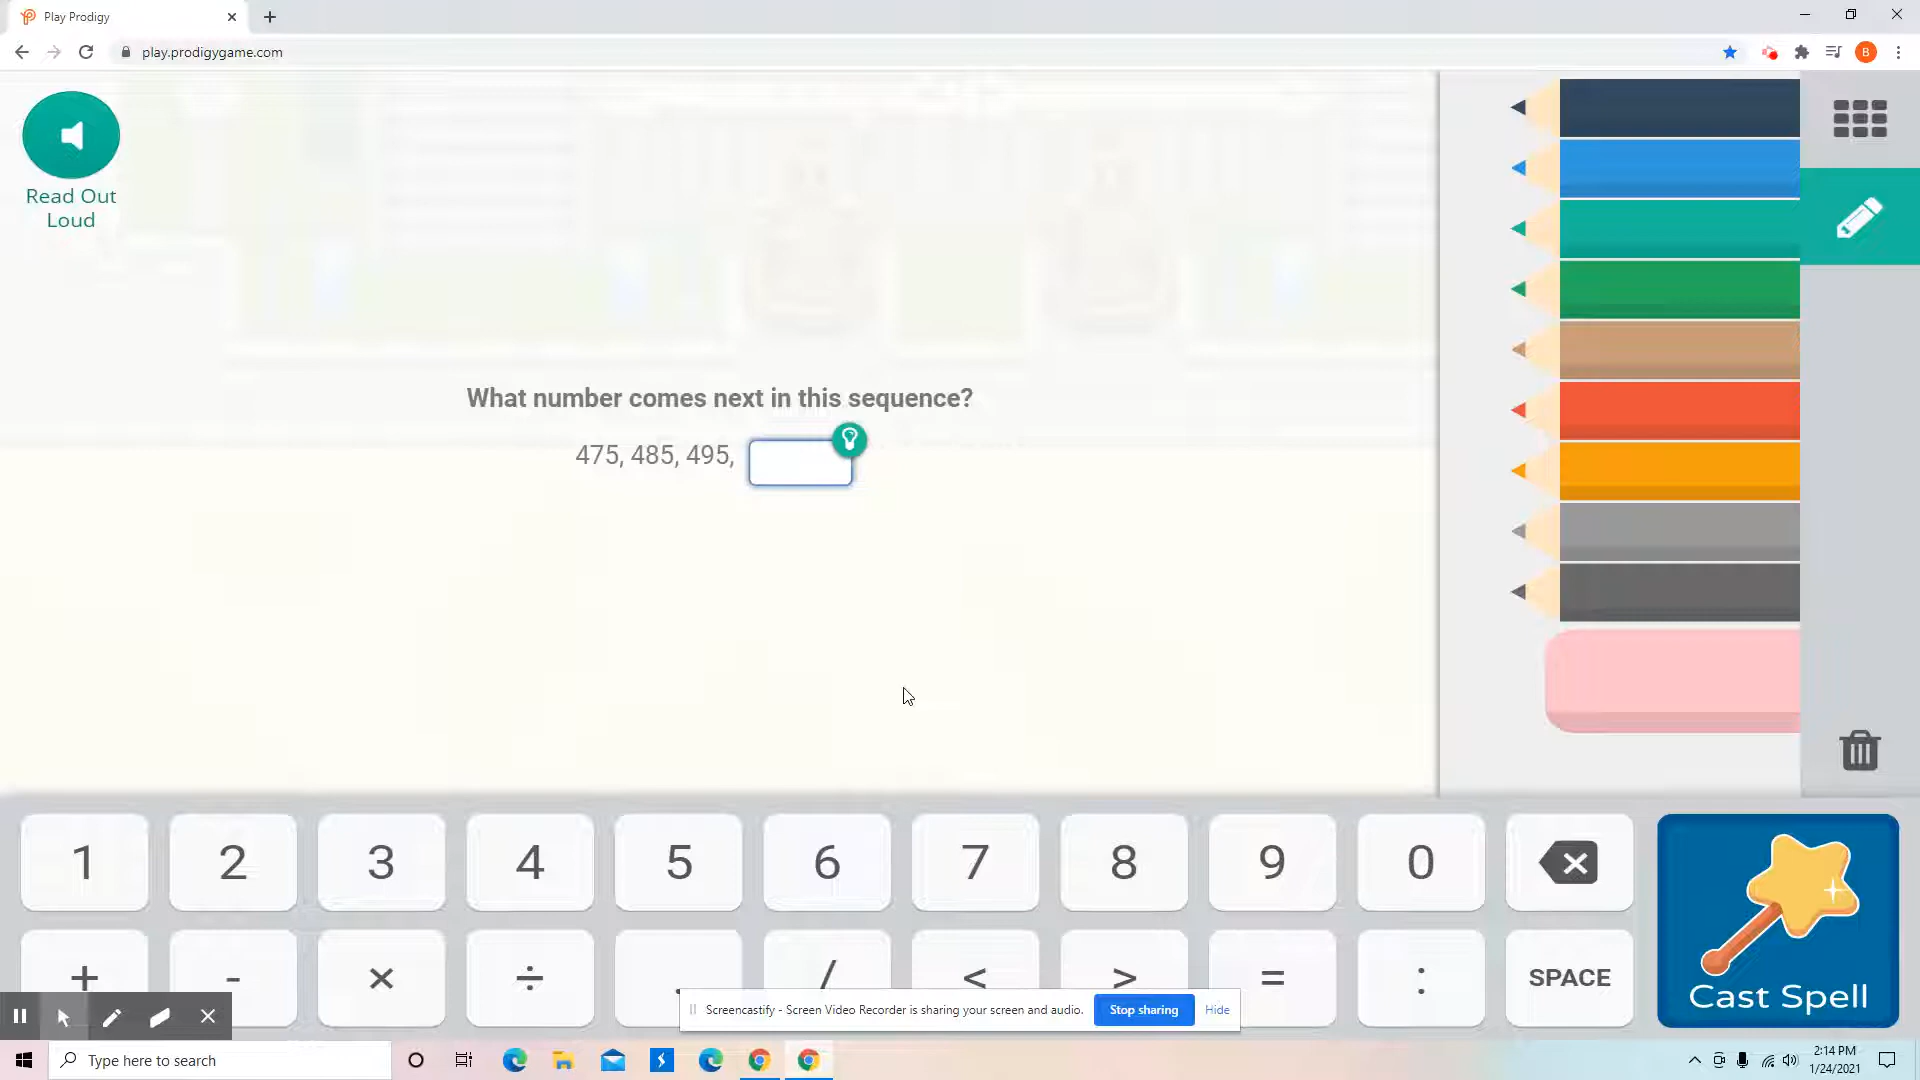 Play Prodigy
play.prodigygame.com
B
Read Out
Loud
What number comes next in this sequence?
475, 485, 495,
1 2 3 4 5 6 7 8 9 0
+ - × ÷ . / < > = : SPACE
Cast Spell
Screencastify - Screen Video Recorder is sharing your screen and audio. Stop sharing Hide
Type here to search
2:14 PM
1/24/2021